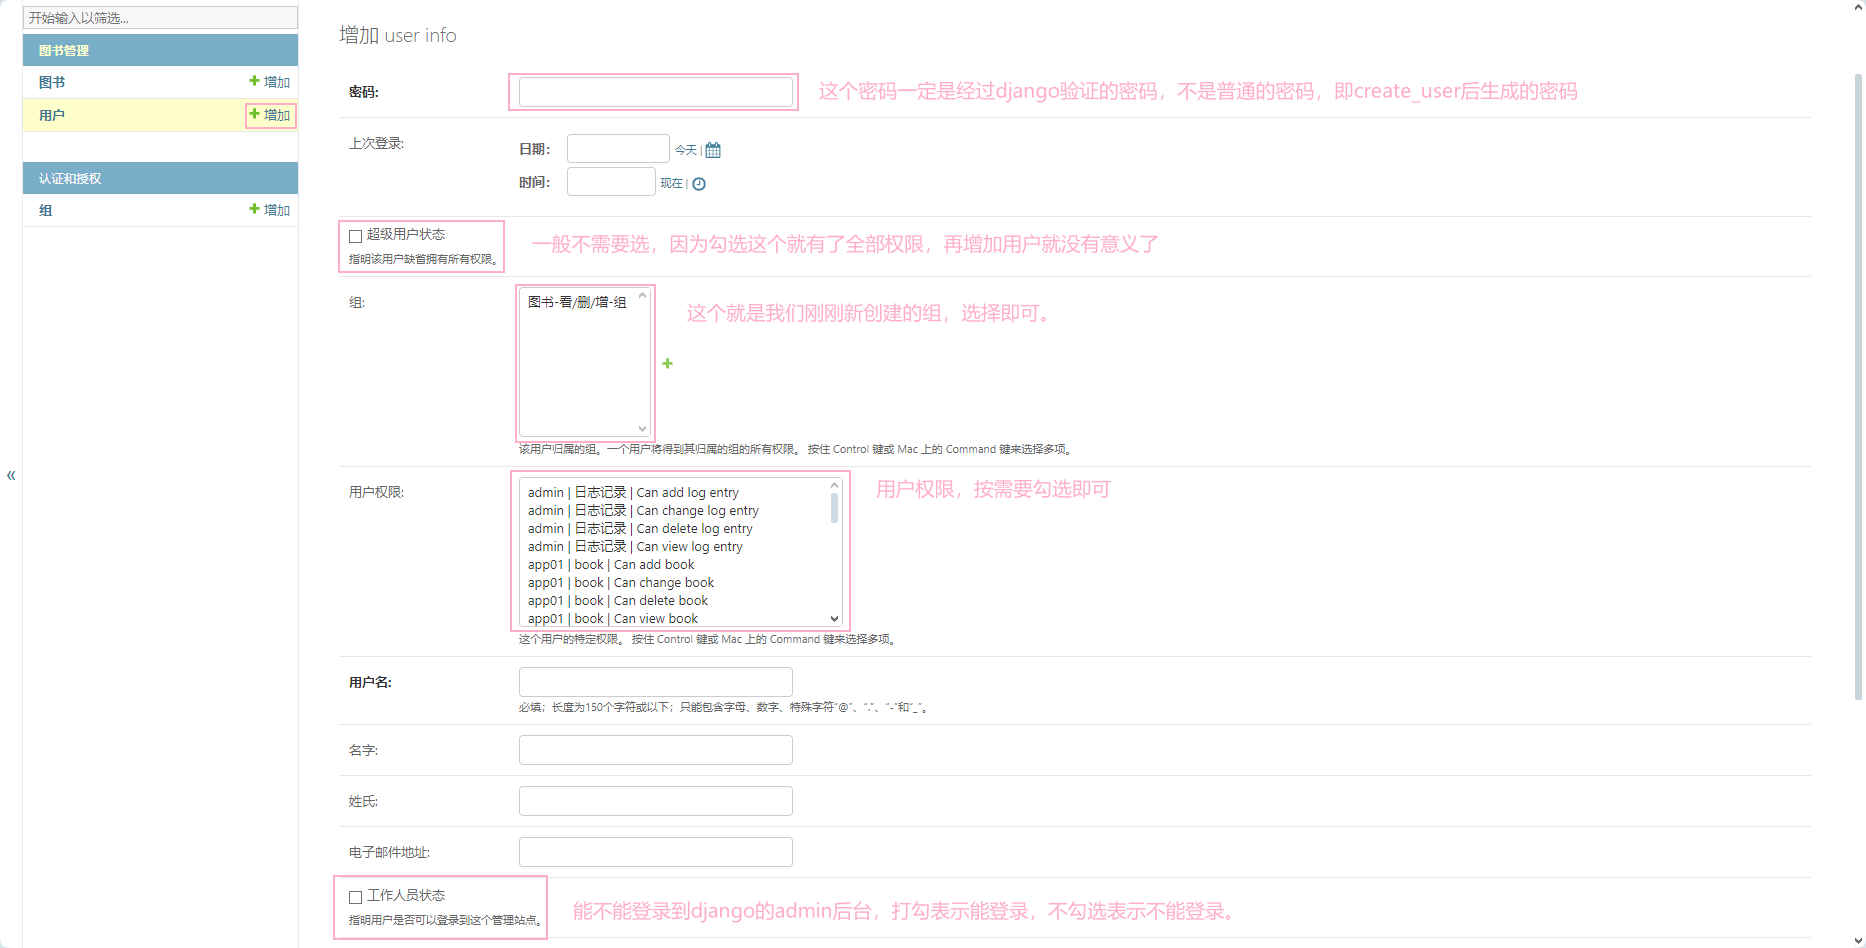 开始输入以筛选...
图书管理
图书 增加
用户 增加
认证和授权
组 增加
«
增加 user info
密码:
这个密码一定是经过django验证的密码，不是普通的密码，即create_user后生成的密码
上次登录:
日期: 今天 |
时间: 现在 |
超级用户状态
指明该用户缺省拥有所有权限。
一般不需要选，因为勾选这个就有了全部权限，再增加用户就没有意义了
组:
图书-看/删/增-组
这个就是我们刚刚新创建的组，选择即可。
该用户归属的组。一个用户将得到其归属的组的所有权限。 按住 Control 键或 Mac 上的 Command 键来选择多项。
用户权限:
admin | 日志记录 | Can add log entry
admin | 日志记录 | Can change log entry
admin | 日志记录 | Can delete log entry
admin | 日志记录 | Can view log entry
app01 | book | Can add book
app01 | book | Can change book
app01 | book | Can delete book
app01 | book | Can view book
用户权限，按需要勾选即可
这个用户的特定权限。 按住 Control 键或 Mac 上的 Command 键来选择多项。
用户名:
必填；长度为150个字符或以下；只能包含字母、数字、特殊字符“@”、“.”、“-”和“_”。
名字:
姓氏:
电子邮件地址:
工作人员状态
指明用户是否可以登录到这个管理站点。
能不能登录到django的admin后台，打勾表示能登录，不勾选表示不能登录。